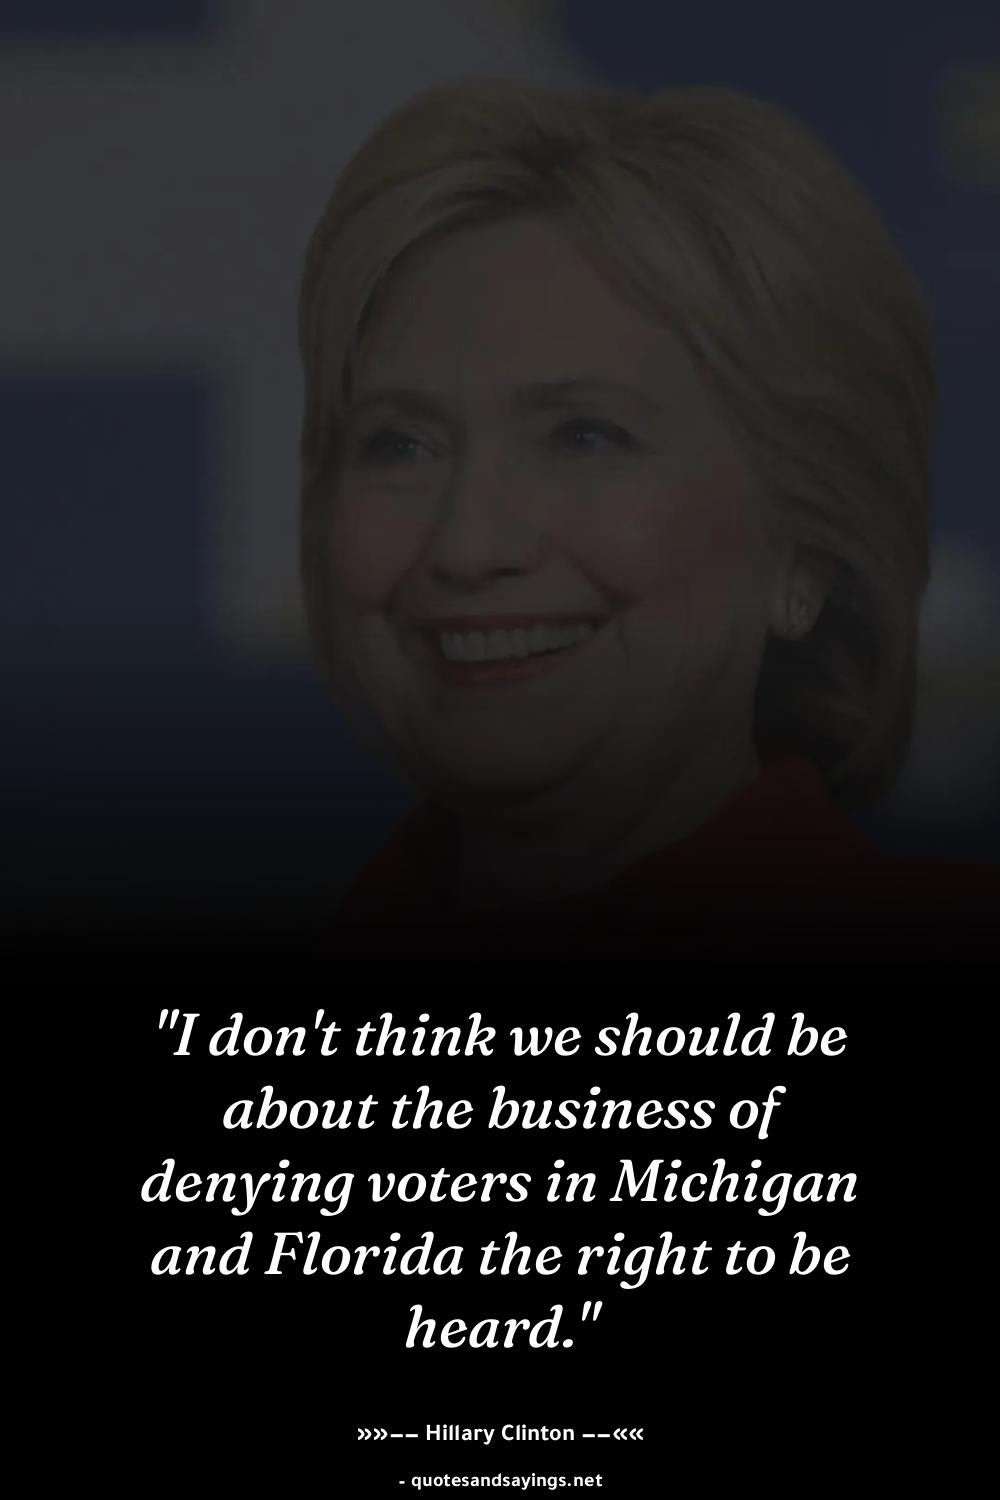 "I don't think we should be
about the business of
denying voters in Michigan
and Florida the right to be
heard."
»»−− Hillary Clinton −−««
- quotesandsayings.net